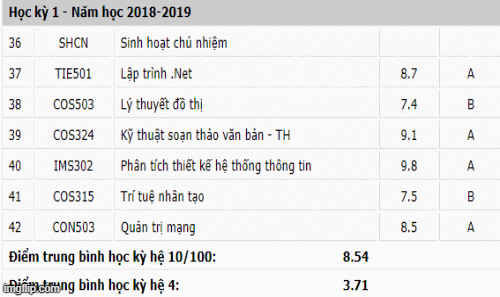 Học kỳ 1 - Năm học 2018-2019
36 SHCN Sinh hoạt chủ nhiệm
37 TIE501 Lập trình .Net 8.7 A
38 COS503 Lý thuyết đồ thị 7.4 B
39 COS324 Kỹ thuật soạn thảo văn bản - TH 9.1 A
40 IMS302 Phân tích thiết kế hệ thống thông tin 9.8 A
41 COS315 Trí tuệ nhân tạo 7.5 B
42 CON503 Quản trị mạng 8.5 A
Điểm trung bình học kỳ hệ 10/100: 8.54
Điểm trung bình học kỳ hệ 4: 3.71
imgflip.com